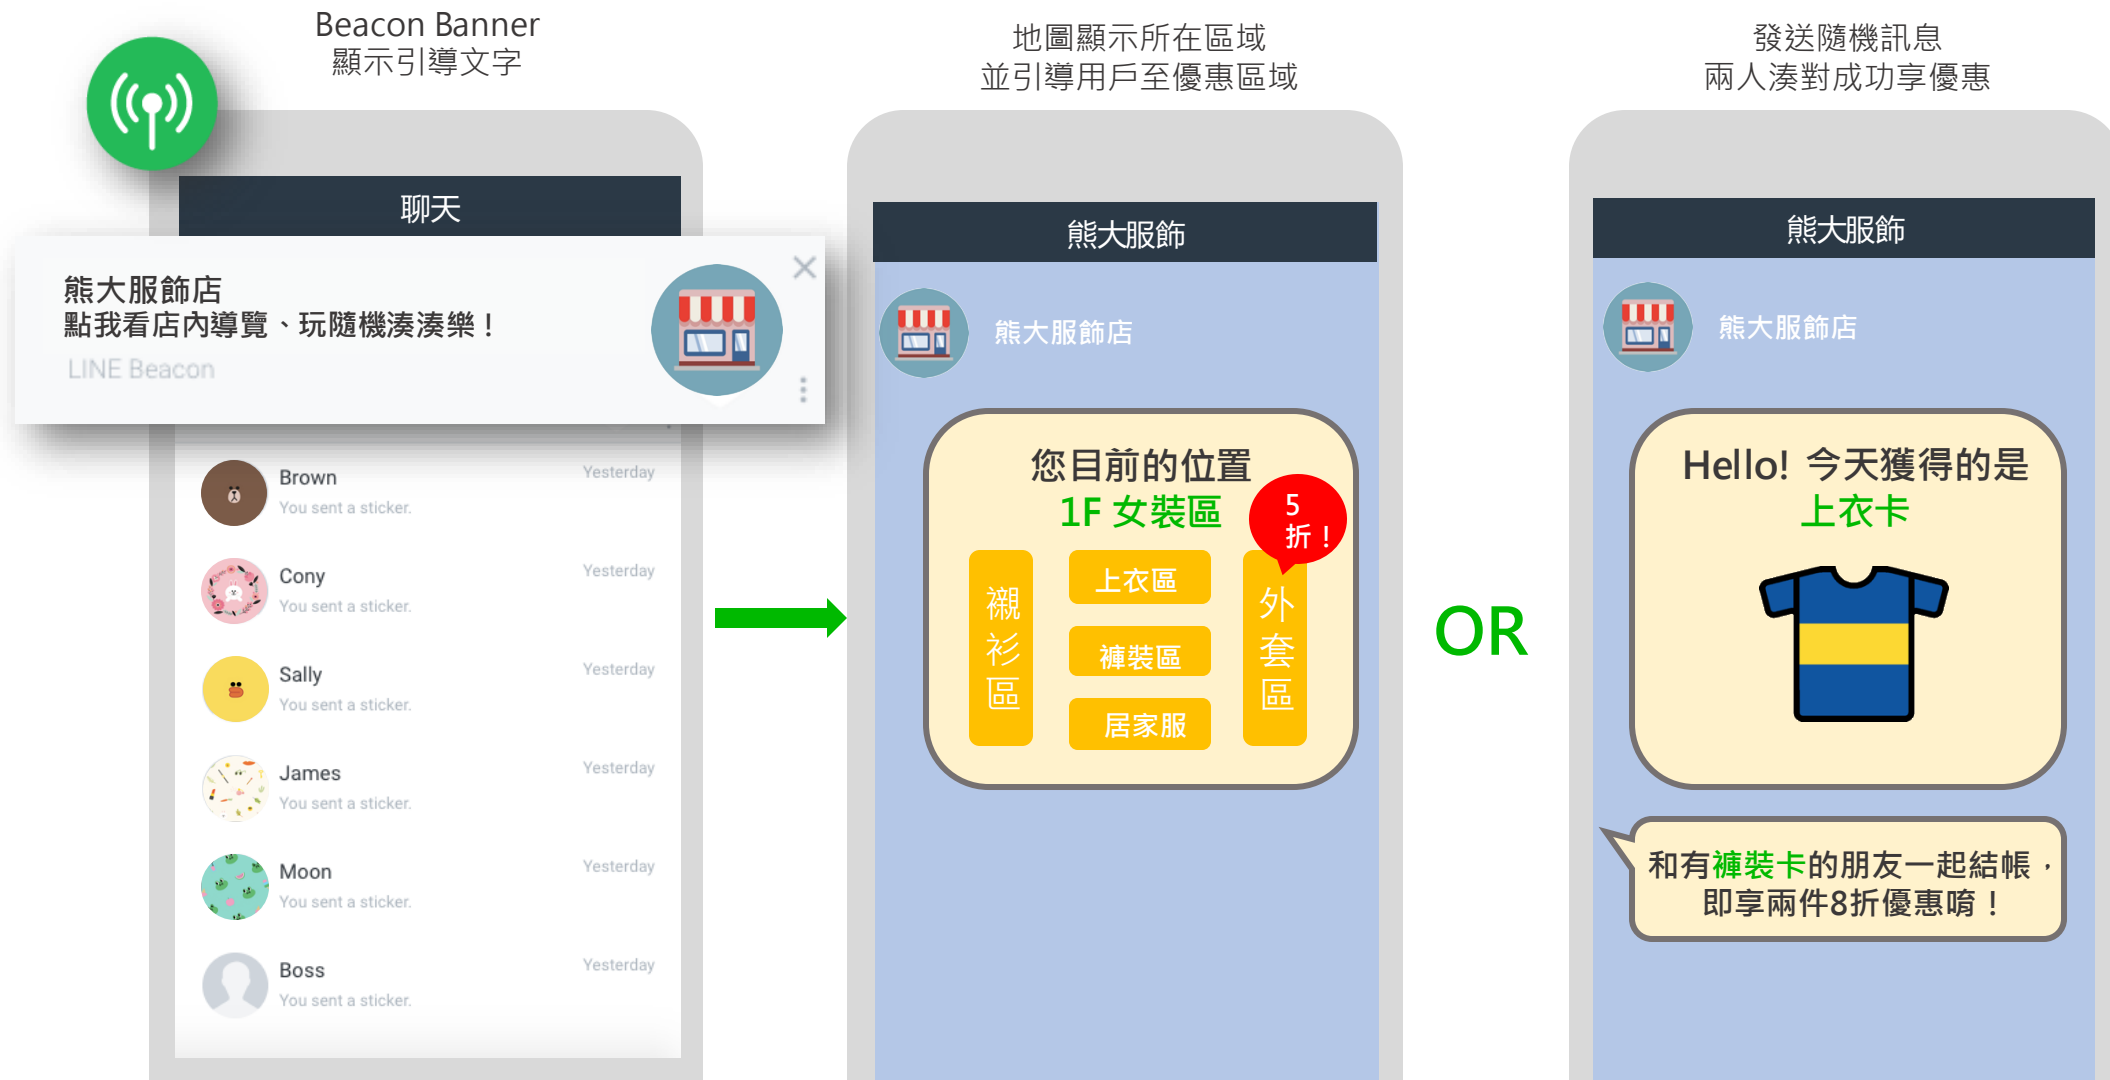 Beacon Banner
顯示引導文字
聊天
熊大服飾店
點我看店內導覽、玩隨機湊湊樂！
LINE Beacon
Brown
Yesterday
You sent a sticker.
Cony
Yesterday
You sent a sticker.
Sally
Yesterday
You sent a sticker.
James
Yesterday
You sent a sticker.
Moon
Yesterday
You sent a sticker.
Boss
Yesterday
You sent a sticker.
地圖顯示所在區域
並引導用戶至優惠區域
熊大服飾
熊大服飾店
您目前的位置
1F 女裝區
5
折！
襯衫區
上衣區
褲裝區
居家服
外套區
OR
發送隨機訊息
兩人湊對成功享優惠
熊大服飾
熊大服飾店
Hello! 今天獲得的是
上衣卡
和有褲裝卡的朋友一起結帳，
即享兩件8折優惠唷！